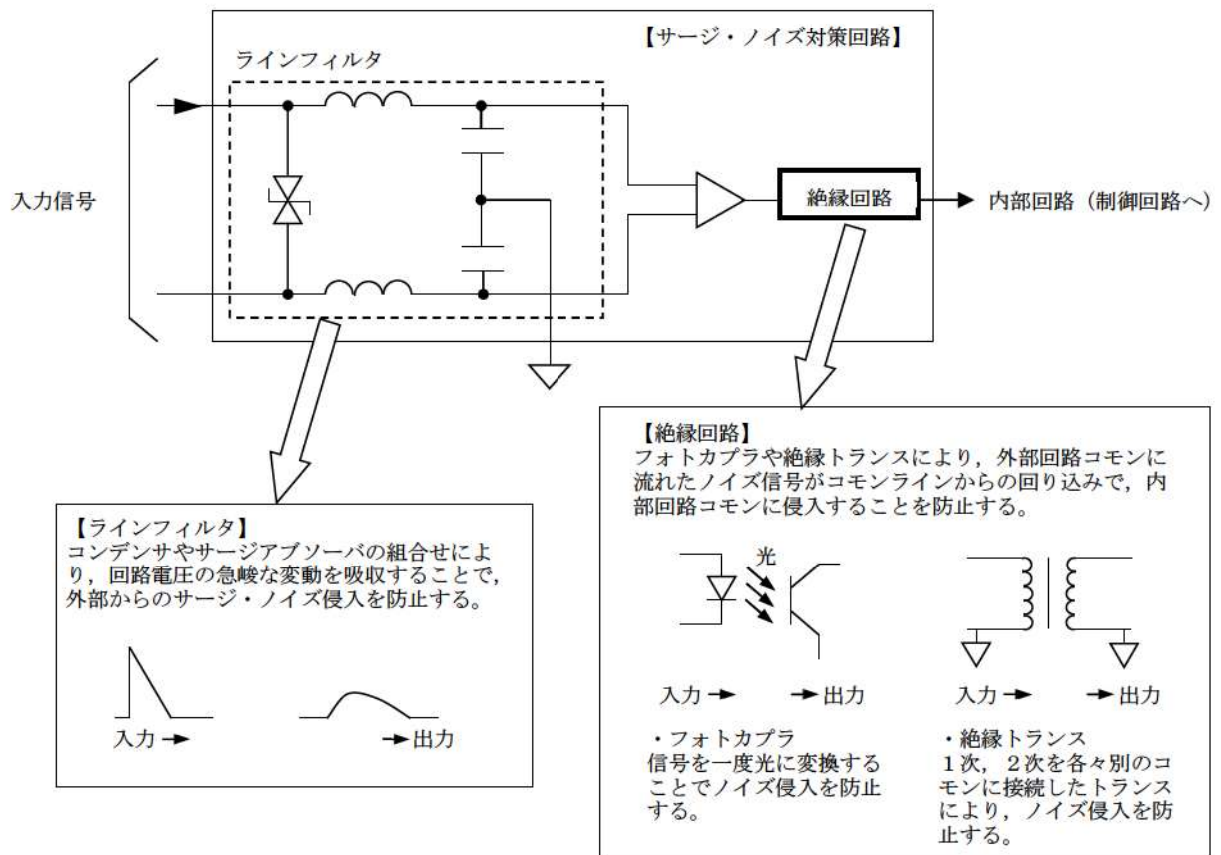 【サージ・ノイズ対策回路】
ラインフィルタ
入力信号
絶縁回路
内部回路（制御回路へ）
【ラインフィルタ】
コンデンサやサージアブソーバの組合せによ
り，回路電圧の急峻な変動を吸収することで，
外部からのサージ・ノイズ侵入を防止する。
入力
出力
【絶縁回路】
フォトカプラや絶縁トランスにより，外部回路コモンに
流れたノイズ信号がコモンラインからの回り込みで，内
部回路コモンに侵入することを防止する。
光
入力
出力
・フォトカプラ
信号を一度光に変換する
ことでノイズ侵入を防止
する。
入力
出力
・絶縁トランス
１次，２次を各々別のコ
モンに接続したトランス
により，ノイズ侵入を防
止する。